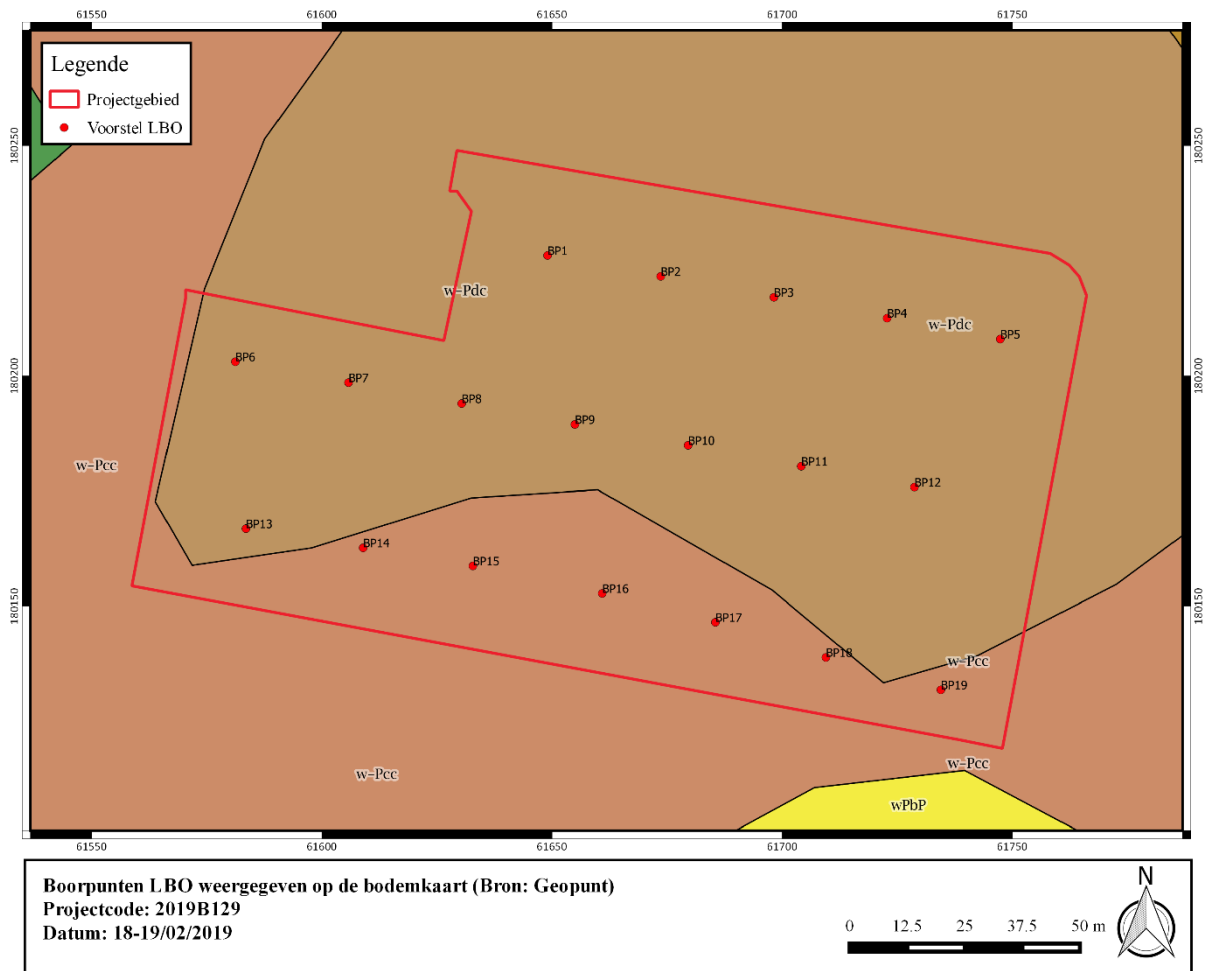 61550 61600 61650 61700 61750
Legende
Projectgebied
Voorstel LBO
180250 180250
BP1
BP2
w-Pdc
BP3
BP4
w-Pdc
BP5
BP6
180200 180200
BP7
BP8
BP9
BP10
w-Pcc
BP11
BP12
BP13
BP14
BP15
BP16
180150 180150
BP17
BP18
w-Pcc
BP19
w-Pcc
w-Pcc
wPbP
61550 61600 61650 61700 61750
Boorpunten LBO weergegeven op de bodemkaart (Bron: Geopunt)
Projectcode: 2019B129
Datum: 18-19/02/2019
0 12.5 25 37.5 50 m
N